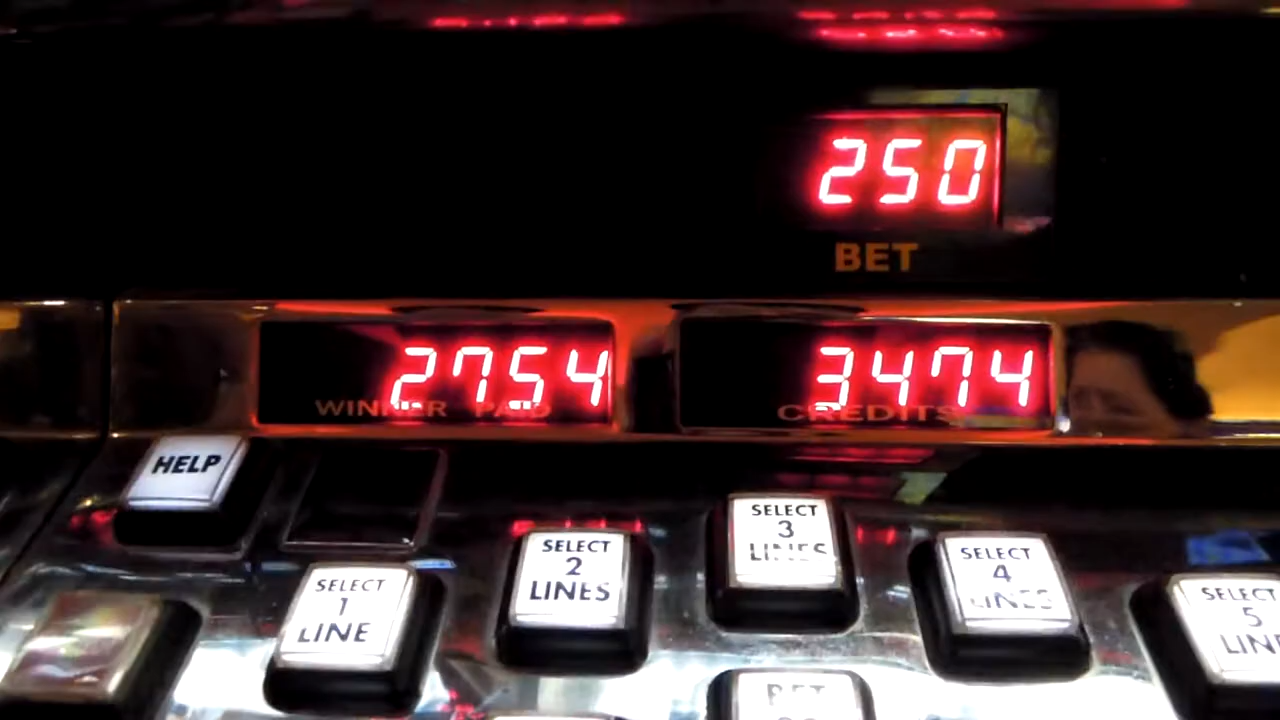 250
BET
2754
3474
WINNER PAID
CREDITS
HELP
SELECT
1
LINE
SELECT
2
LINES
SELECT
3
LINES
SELECT
4
LINES
SELECT
5
BET